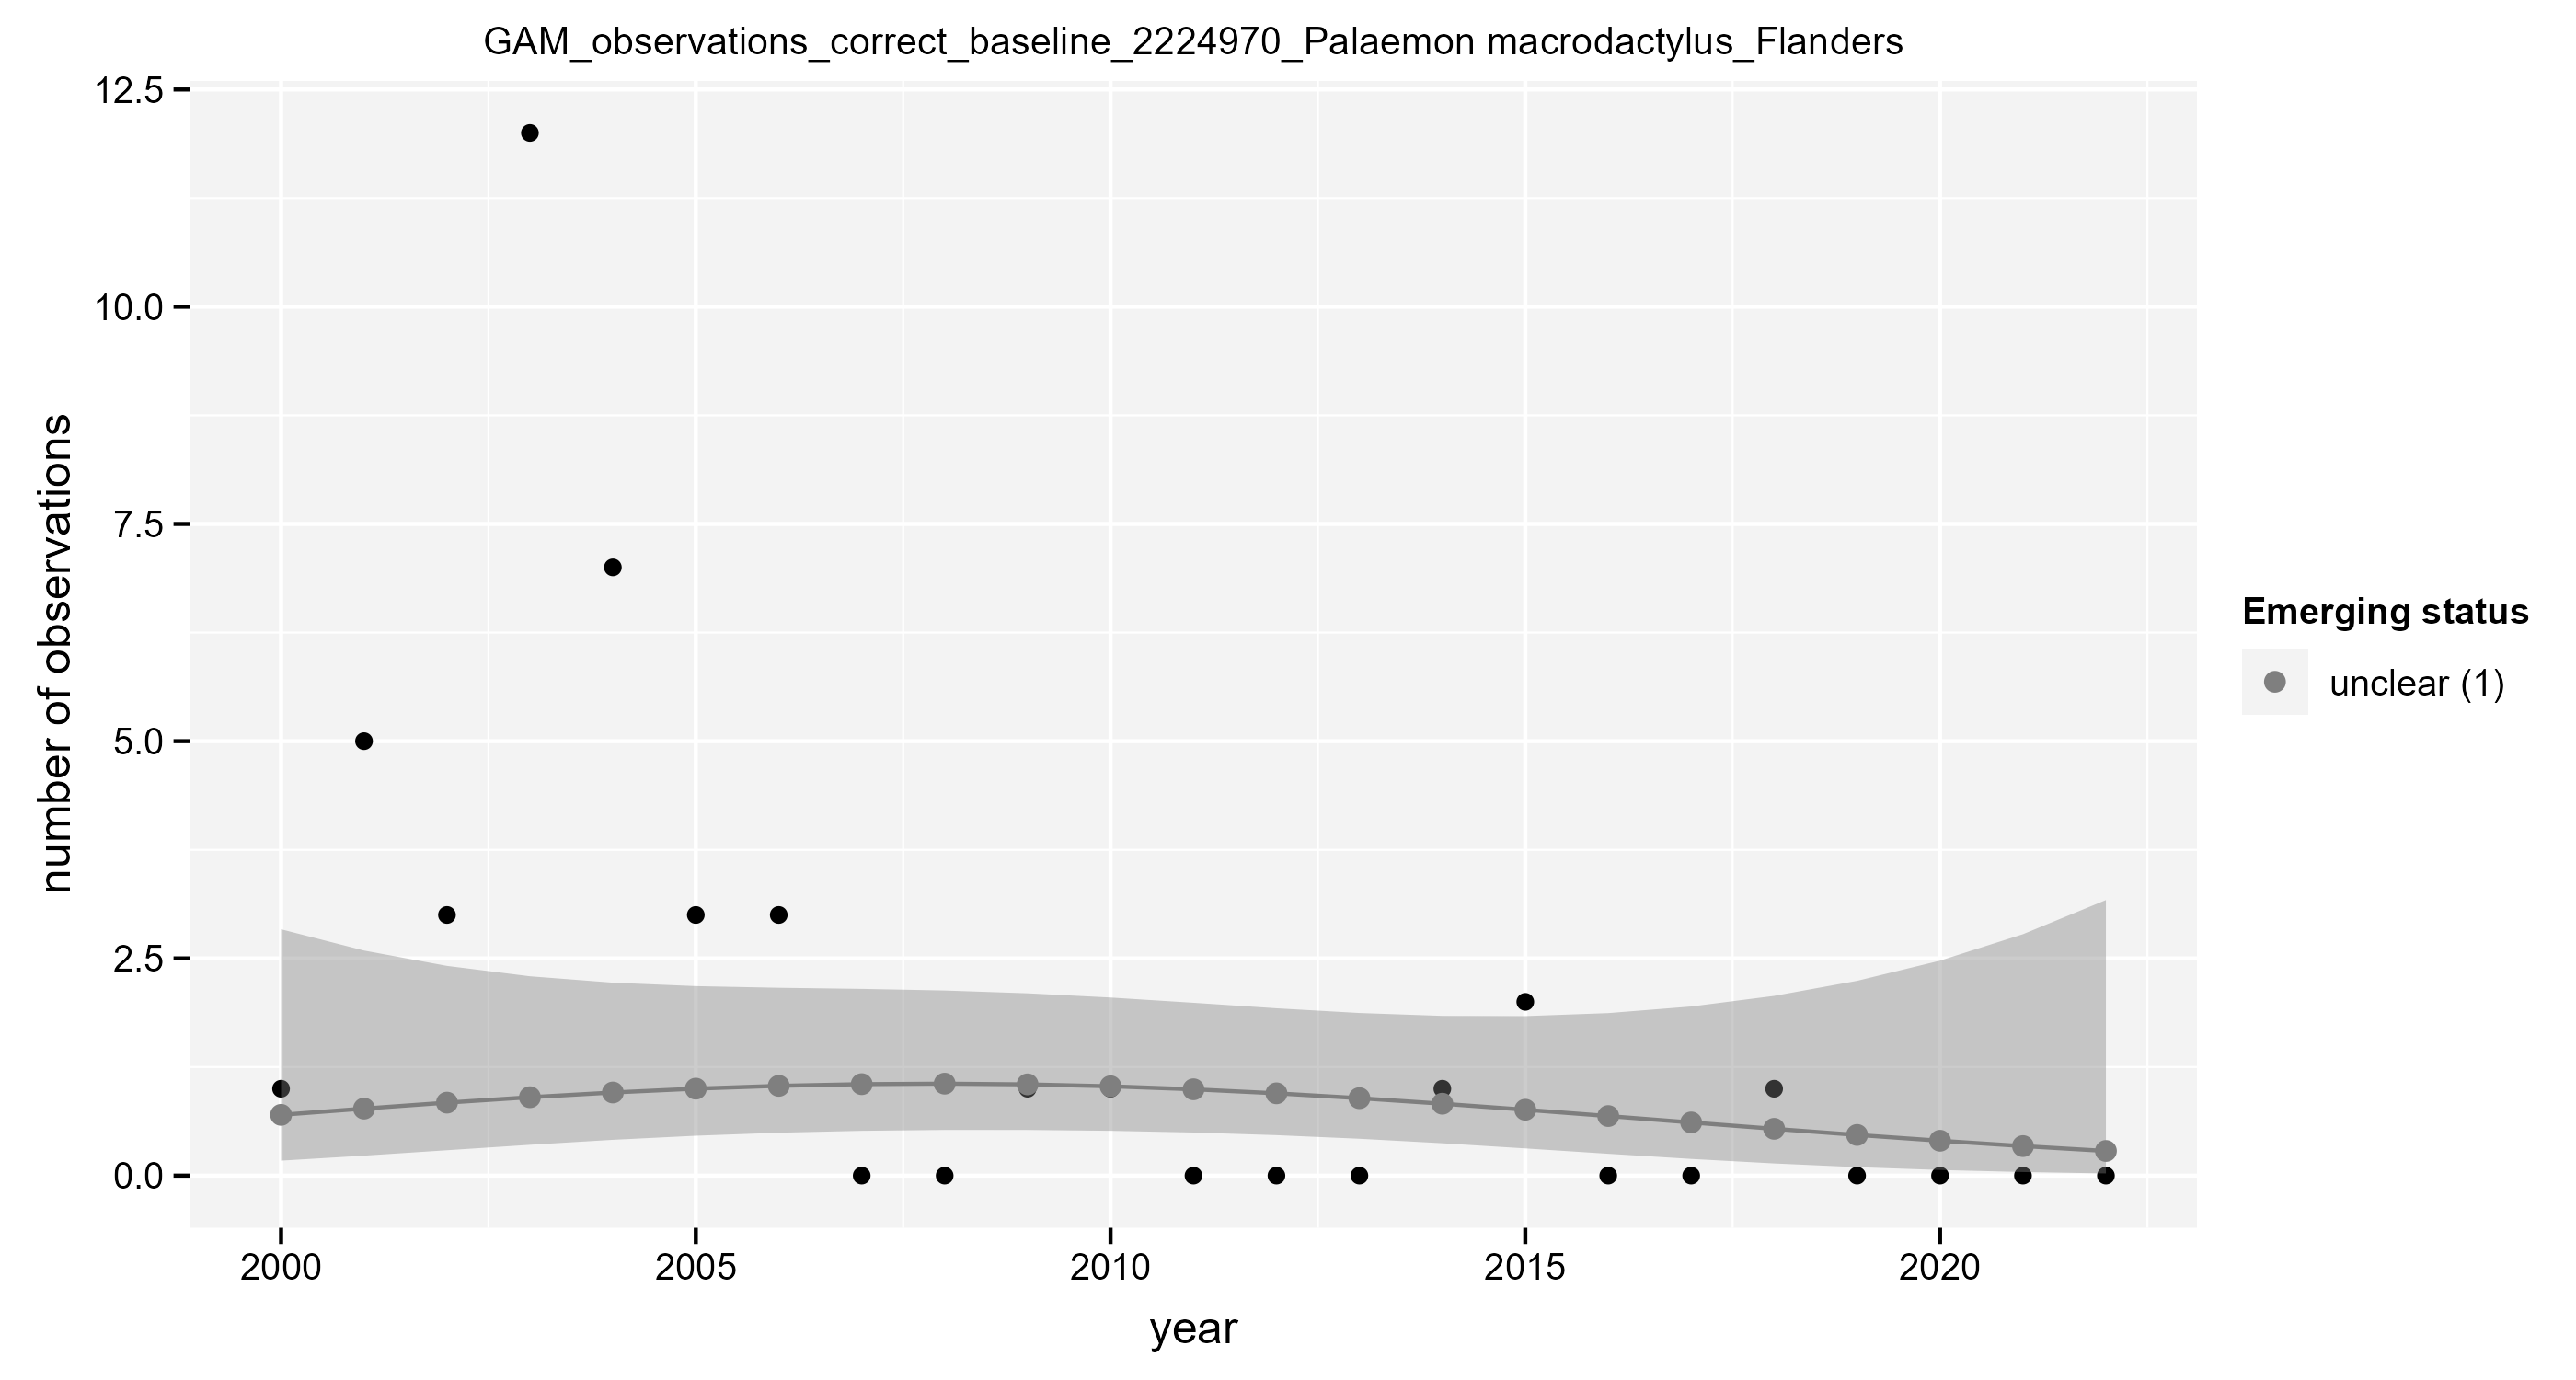 GAM_observations_correct_baseline_2224970_Palaemon macrodactylus_Flanders
12.5
10.0
7.5
5.0
2.5
0.0
number of observations
2000 2005 2010 2015 2020
year
Emerging status
unclear (1)